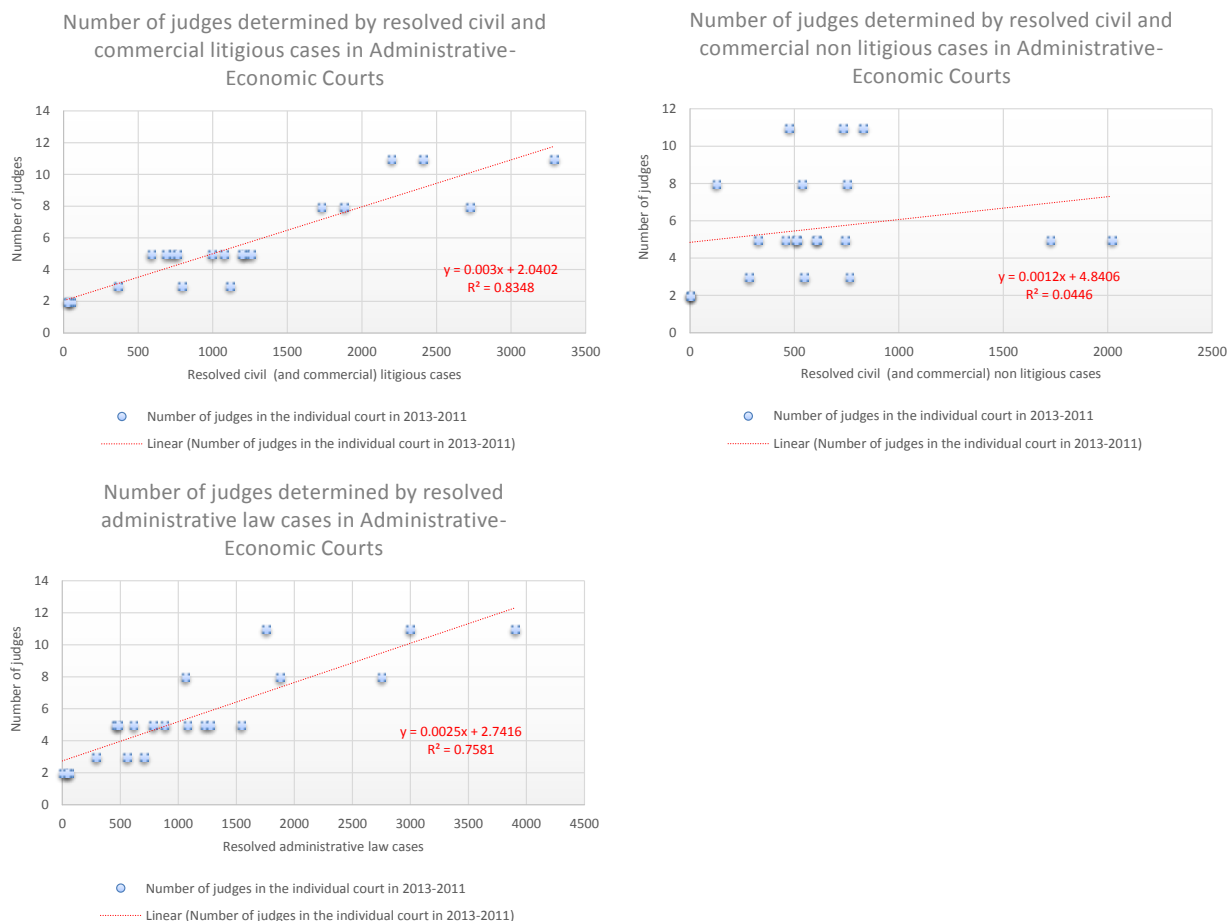 Number of judges determined by resolved civil and
commercial litigious cases in Administrative-
Economic Courts
14
12
10
8
6
4
2
0
Number of judges
y = 0.003x + 2.0402
R² = 0.8348
0 500 1000 1500 2000 2500 3000 3500
Resolved civil (and commercial) litigious cases
Number of judges in the individual court in 2013-2011
Linear (Number of judges in the individual court in 2013-2011)
Number of judges determined by resolved civil and
commercial non litigious cases in Administrative-
Economic Courts
12
10
8
6
4
2
0
Number of judges
y = 0.0012x + 4.8406
R² = 0.0446
0 500 1000 1500 2000 2500
Resolved civil (and commercial) non litigious cases
Number of judges in the individual court in 2013-2011
Linear (Number of judges in the individual court in 2013-2011)
Number of judges determined by resolved
administrative law cases in Administrative-
Economic Courts
14
12
10
8
6
4
2
0
Number of judges
y = 0.0025x + 2.7416
R² = 0.7581
0 500 1000 1500 2000 2500 3000 3500 4000 4500
Resolved administrative law cases
Number of judges in the individual court in 2013-2011
Linear (Number of judges in the individual court in 2013-2011)